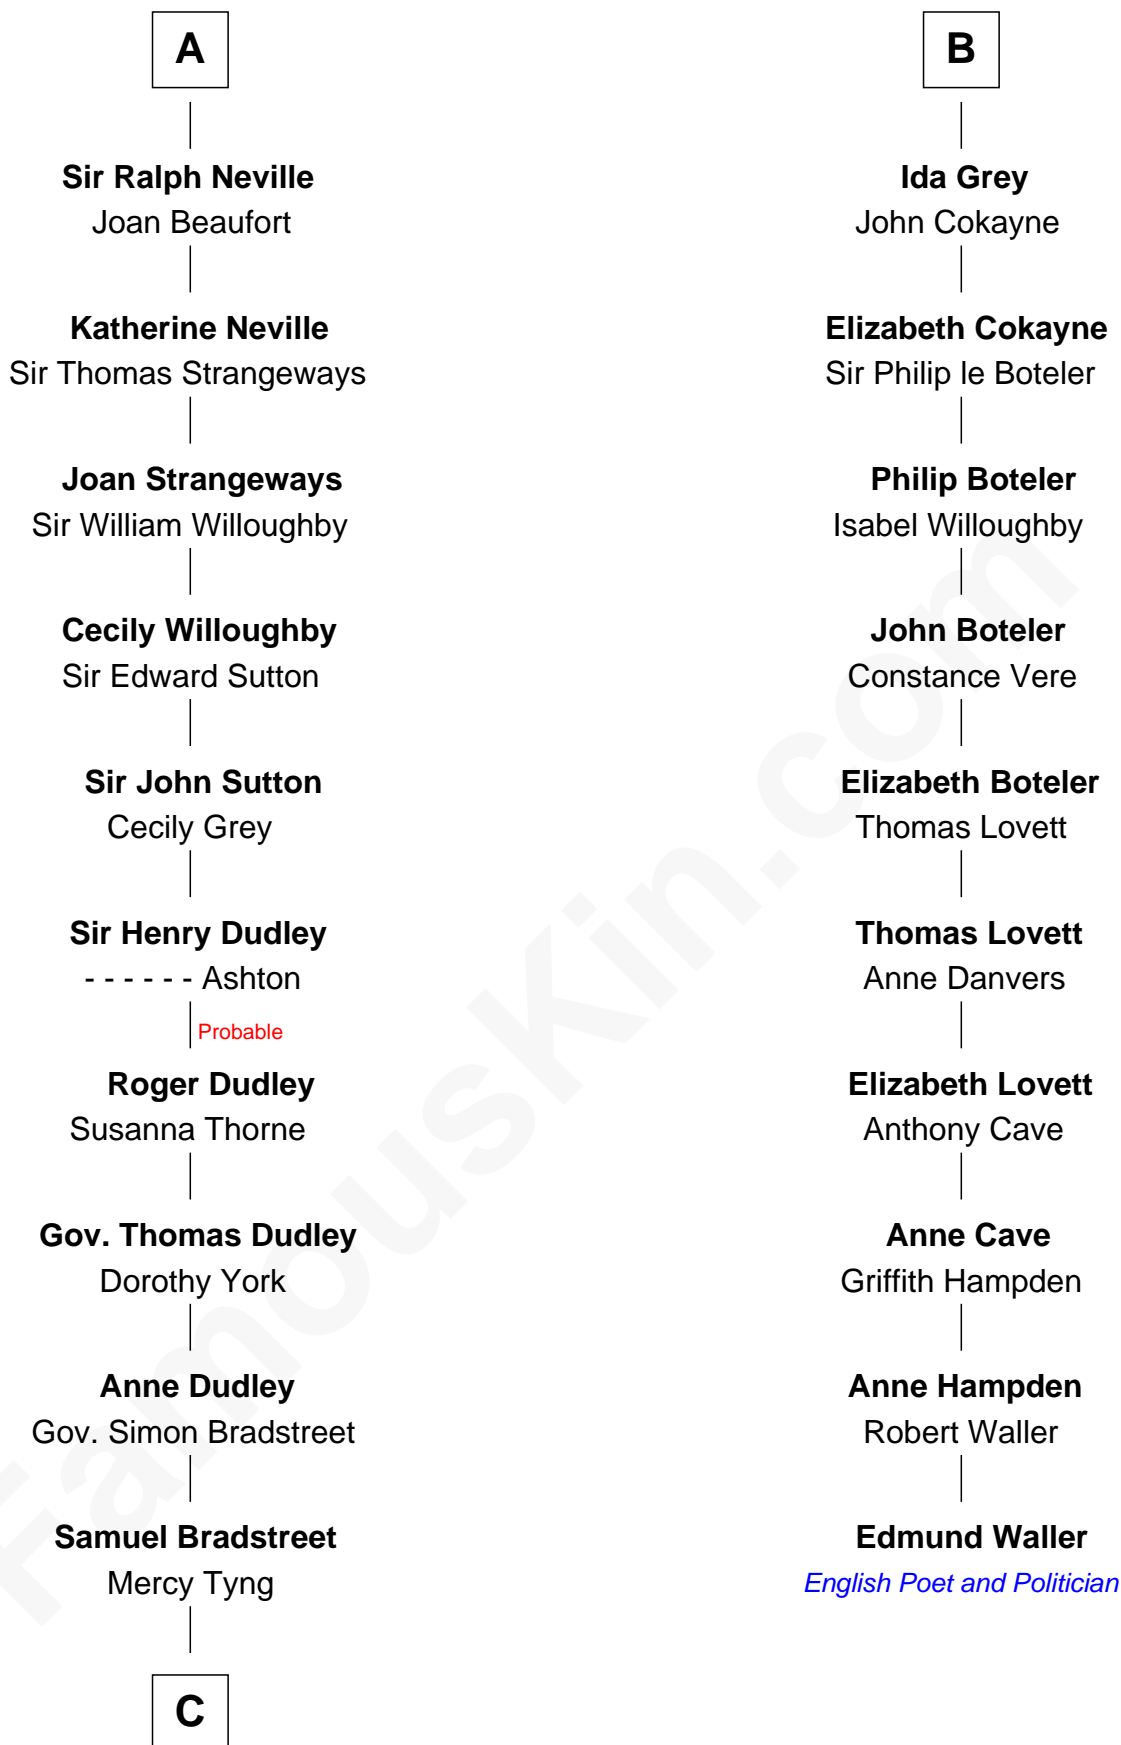 A
Sir Ralph Neville
Joan Beaufort
Katherine Neville
Sir Thomas Strangeways
Joan Strangeways
Sir William Willoughby
Cecily Willoughby
Sir Edward Sutton
Sir John Sutton
Cecily Grey
Sir Henry Dudley
- - - - - - Ashton
Probable
Roger Dudley
Susanna Thorne
Gov. Thomas Dudley
Dorothy York
Anne Dudley
Gov. Simon Bradstreet
Samuel Bradstreet
Mercy Tyng
C
B
Ida Grey
John Cokayne
Elizabeth Cokayne
Sir Philip le Boteler
Philip Boteler
Isabel Willoughby
John Boteler
Constance Vere
Elizabeth Boteler
Thomas Lovett
Thomas Lovett
Anne Danvers
Elizabeth Lovett
Anthony Cave
Anne Cave
Griffith Hampden
Anne Hampden
Robert Waller
Edmund Waller
English Poet and Politician
FamousKin.com